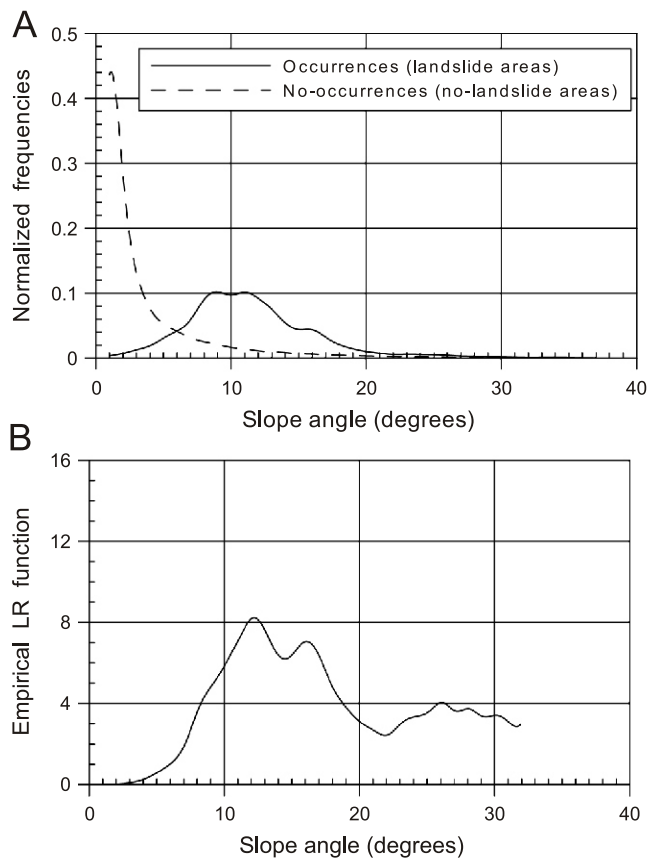 A
0.5
Occurrences (landslide areas)
No-occurrences (no-landslide areas)
0.4
0.3
0.2
0.1
0
Normalized frequencies
0 10 20 30 40
Slope angle (degrees)
B
16
12
8
4
0
Empirical LR function
0 10 20 30 40
Slope angle (degrees)